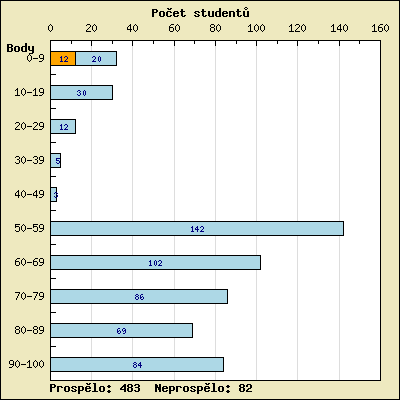 Počet studentů
0 20 40 60 80 100 120 140 160
Body
0-9 12 20
10-19 30
20-29 12
30-39 5
40-49 3
50-59 142
60-69 102
70-79 86
80-89 69
90-100 84
Prospělo: 483 Neprospělo: 82